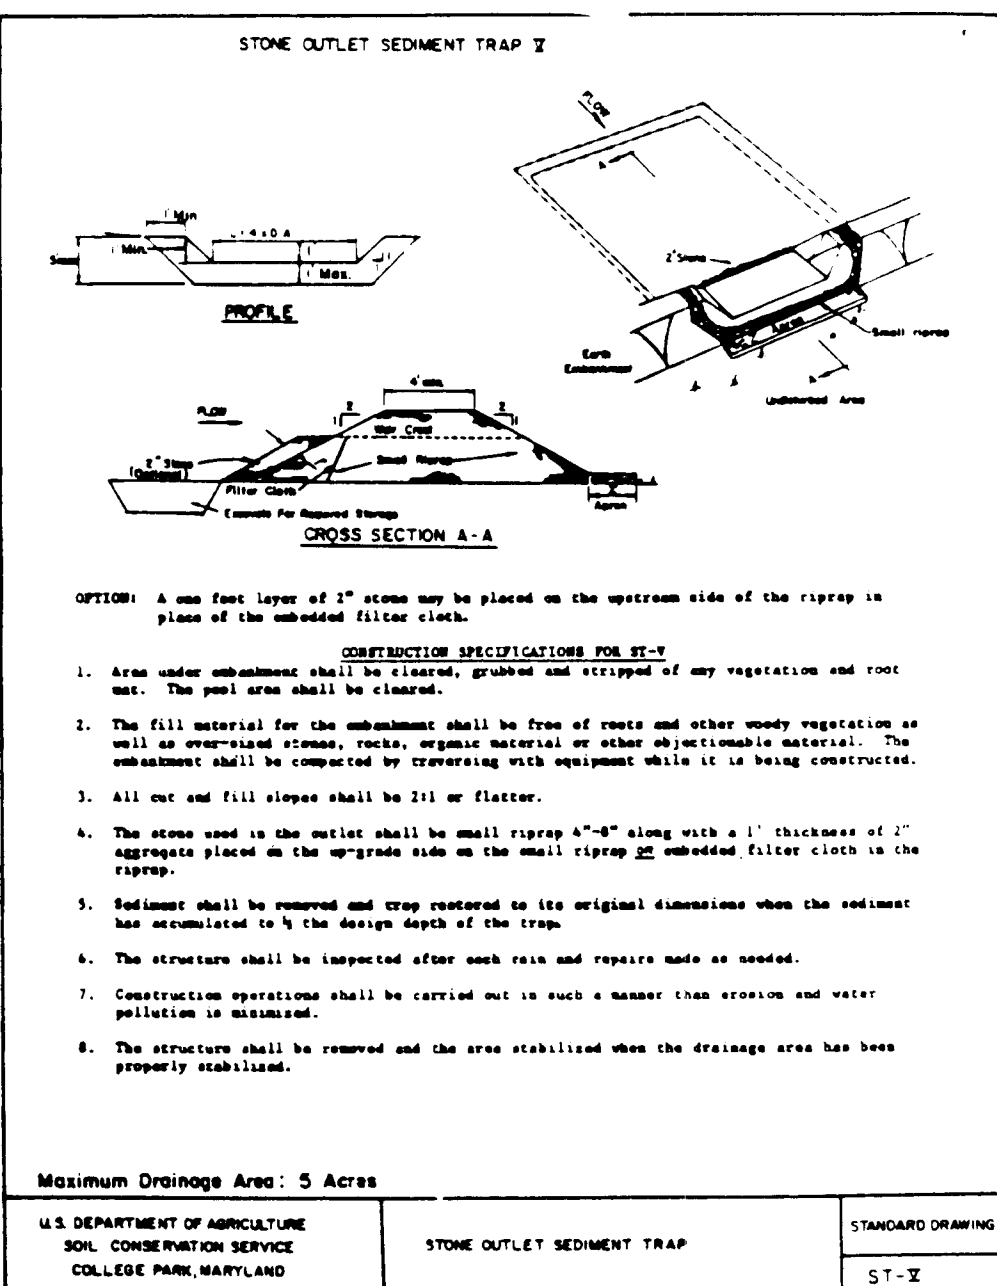 STONE OUTLET SEDIMENT TRAP V
FLOW
A
1' Min
L=4xD.A.
1' Min.
1' Max.
5' max
PROFILE
2" Stone
Apron
Small riprap
Earth
Embankment
A
Undisturbed Area
4' min.
FLOW
2
1
2
1
Weir Crest
2" Stone
(Optional)
Small Riprap
Filter Cloth
Excavate For Required Storage
Apron
CROSS SECTION A-A
OPTION: A one foot layer of 2" stone may be placed on the upstream side of the riprap in
place of the embedded filter cloth.
CONSTRUCTION SPECIFICATIONS FOR ST-V
1. Area under embankment shall be cleared, grubbed and stripped of any vegetation and root
mat. The pool area shall be cleared.
2. The fill material for the embankment shall be free of roots and other woody vegetation as
well as over-sized stones, rocks, organic material or other objectionable material. The
embankment shall be compacted by traversing with equipment while it is being constructed.
3. All cut and fill slopes shall be 2:1 or flatter.
4. The stone used in the outlet shall be small riprap 4"-8" along with a 1' thickness of 2"
aggregate placed on the up-grade side on the small riprap OR embedded filter cloth in the
riprap.
5. Sediment shall be removed and trap restored to its original dimensions when the sediment
has accumulated to ½ the design depth of the trap.
6. The structure shall be inspected after each rain and repairs made as needed.
7. Construction operations shall be carried out in such a manner than erosion and water
pollution is minimized.
8. The structure shall be removed and the area stabilized when the drainage area has been
properly stabilized.
Maximum Drainage Area: 5 Acres
U.S. DEPARTMENT OF AGRICULTURE
SOIL CONSERVATION SERVICE
COLLEGE PARK, MARYLAND
STONE OUTLET SEDIMENT TRAP
STANDARD DRAWING
ST-V